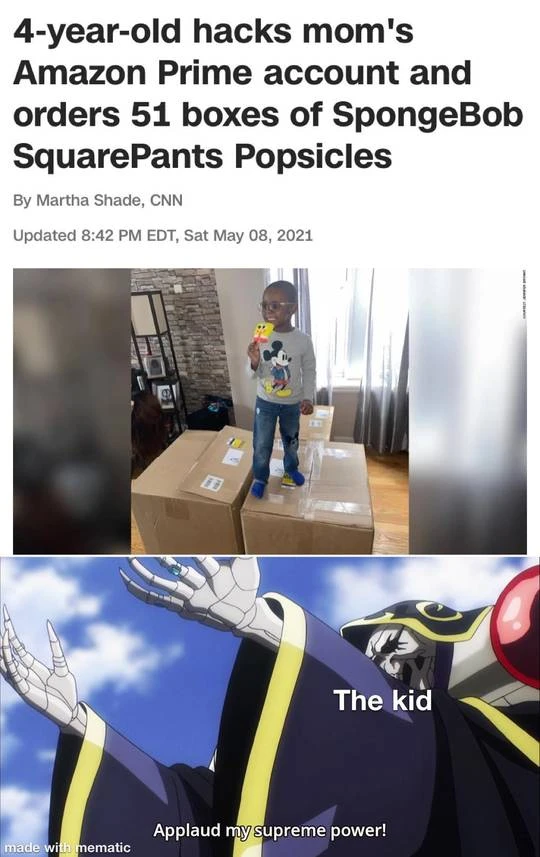 4-year-old hacks mom's
Amazon Prime account and
orders 51 boxes of SpongeBob
SquarePants Popsicles
By Martha Shade, CNN
Updated 8:42 PM EDT, Sat May 08, 2021
The kid
Applaud my supreme power!
made with mematic